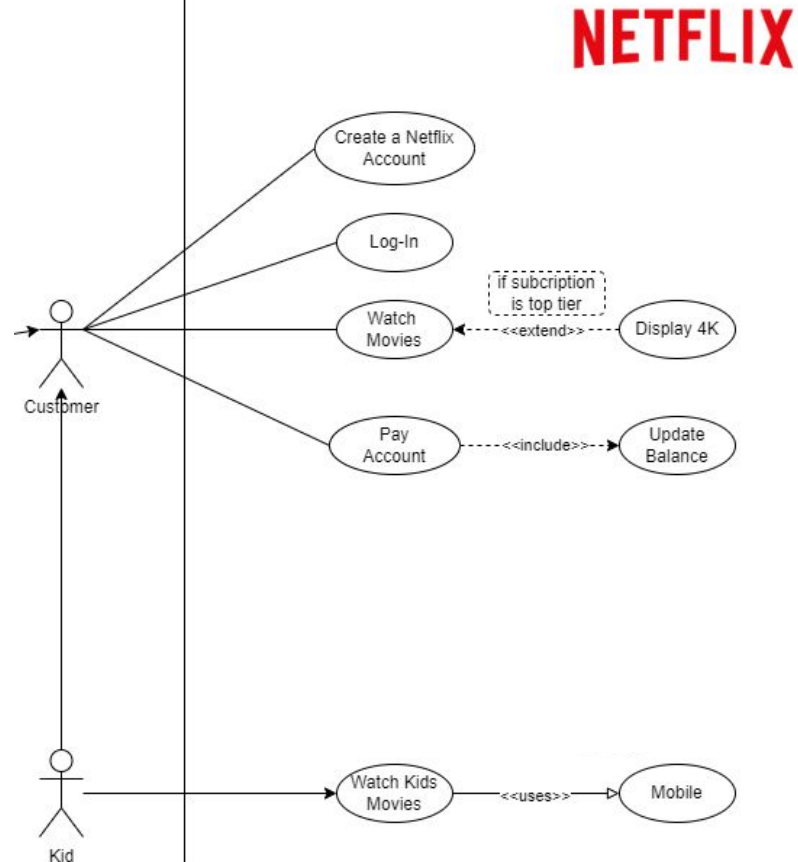 NETFLIX
Create a Netflix
Account
Log-In
if subcription
is top tier
Watch
Movies
<<extend>>
Display 4K
Customer
Pay
Account
<<include>>
Update
Balance
Watch Kids
Movies
<<uses>>
Mobile
Kid